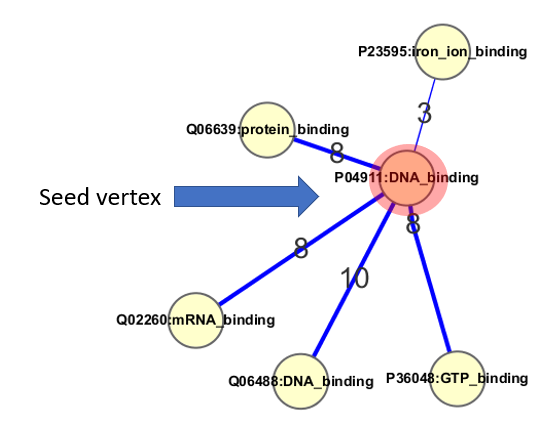 P23595:iron_ion_binding
3
Q06639:protein_binding
8
P04911:DNA_binding
Seed vertex
8
8
10
Q02260:mRNA_binding
Q06488:DNA_binding
P36048:GTP_binding